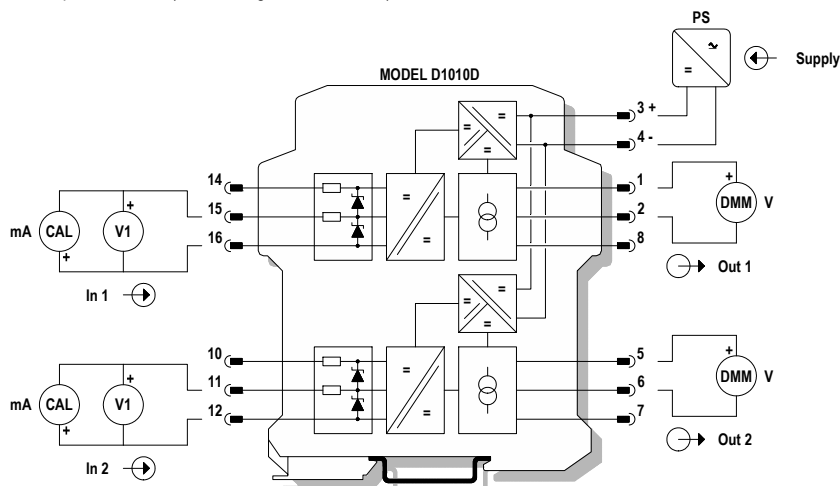 PS
Supply
=
MODEL D1010D
3 +
4 -
=
=
=
14
15
16
=
=
1
2
8
mA
CAL
+
+
V1
In 1
+
DMM
V
Out 1
=
=
=
10
11
12
=
=
5
6
7
mA
CAL
+
+
V1
In 2
+
DMM
V
Out 2